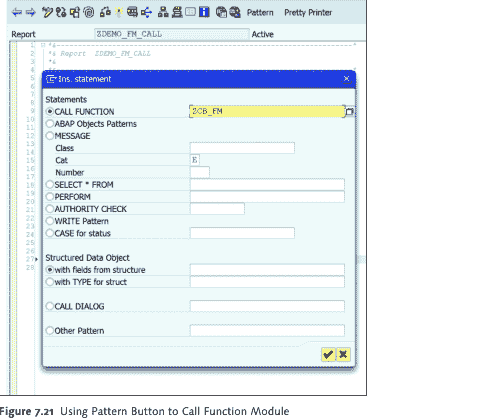 Pattern Pretty Printer
Report ZDEMO_FM_CALL Active
*& Report ZDEMO_FM_CALL
*&
Ins. statement
Statements
CALL FUNCTION ZCB_FM
ABAP Objects Patterns
MESSAGE
Class
Cat E
Number
SELECT * FROM
PERFORM
AUTHORITY CHECK
WRITE Pattern
CASE for status
Structured Data Object
with fields from structure
with TYPE for struct
CALL DIALOG
Other Pattern
Figure 7.21 Using Pattern Button to Call Function Module